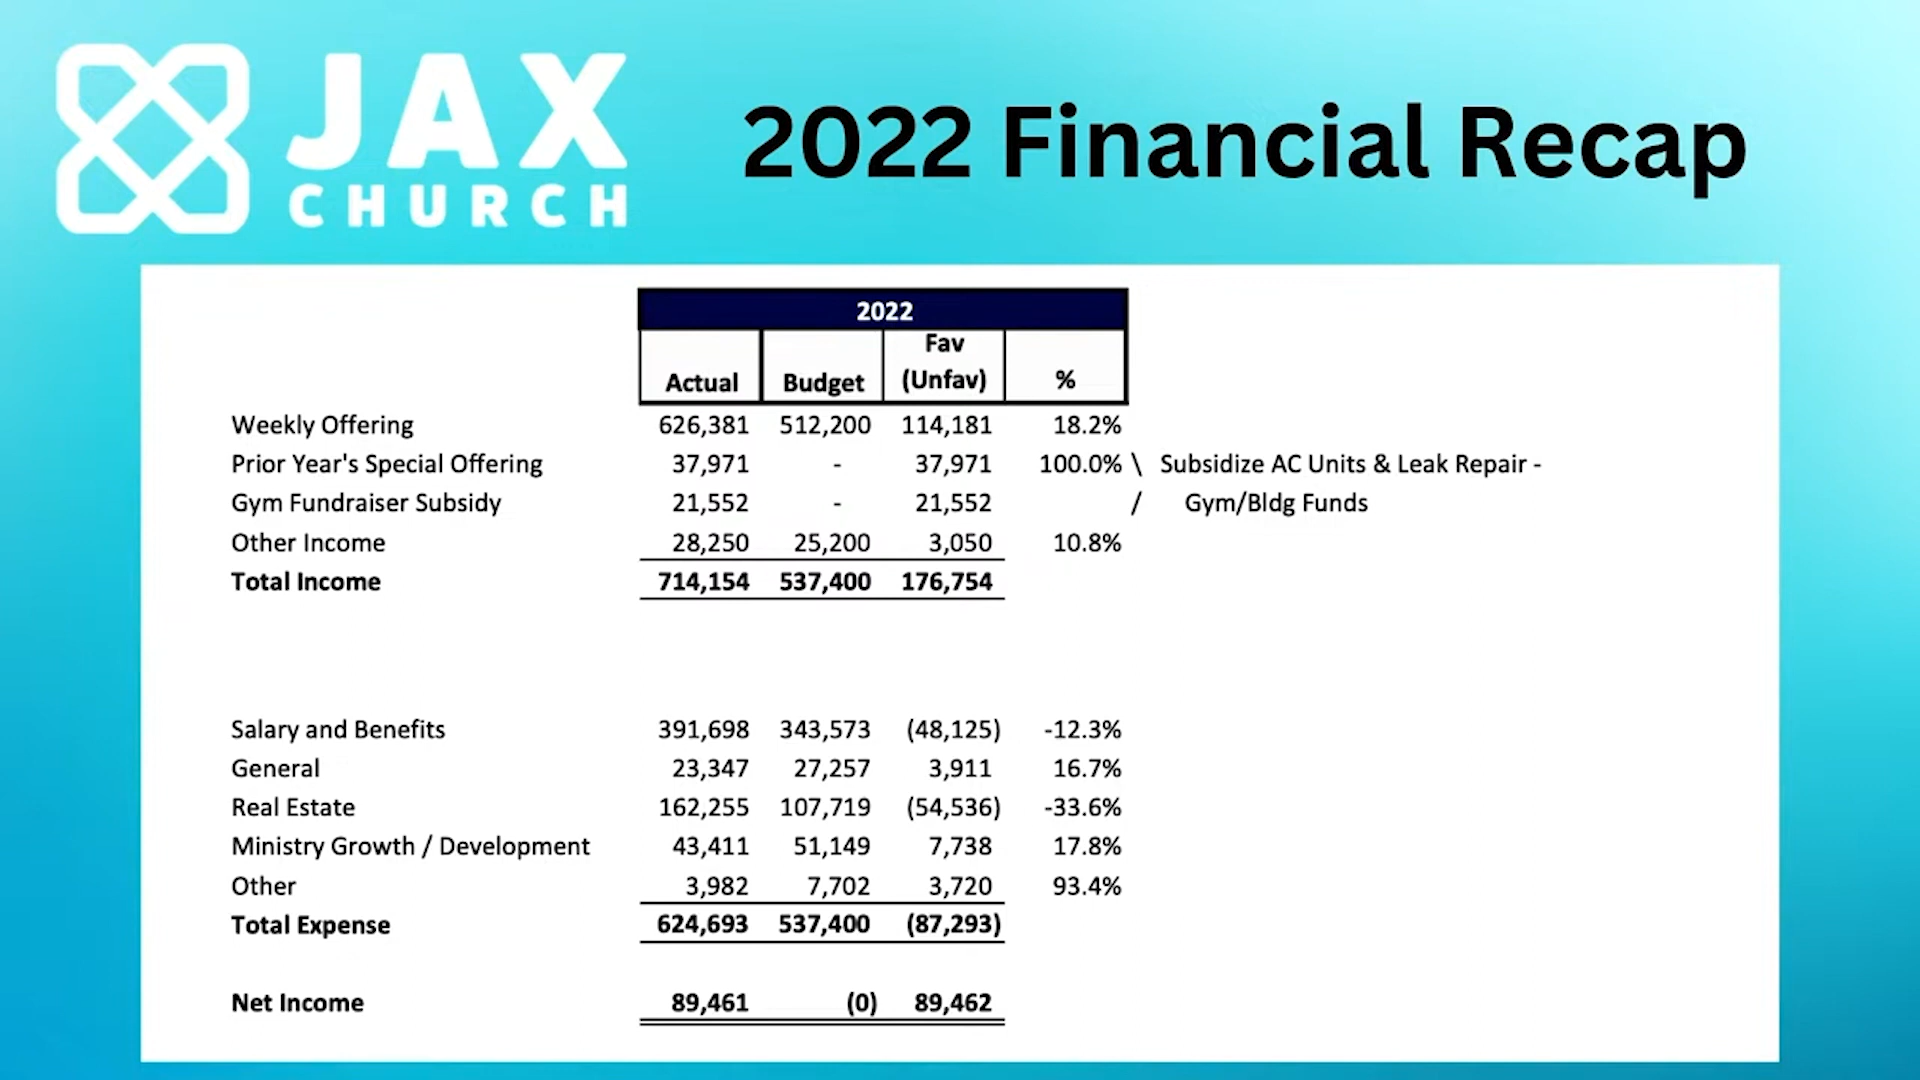 JAX
CHURCH
2022 Financial Recap
2022
Actual Budget Fav (Unfav) %
Weekly Offering 626,381 512,200 114,181 18.2%
Prior Year's Special Offering 37,971 - 37,971 100.0% \ Subsidize AC Units & Leak Repair -
Gym Fundraiser Subsidy 21,552 - 21,552 / Gym/Bldg Funds
Other Income 28,250 25,200 3,050 10.8%
Total Income 714,154 537,400 176,754
Salary and Benefits 391,698 343,573 (48,125) -12.3%
General 23,347 27,257 3,911 16.7%
Real Estate 162,255 107,719 (54,536) -33.6%
Ministry Growth / Development 43,411 51,149 7,738 17.8%
Other 3,982 7,702 3,720 93.4%
Total Expense 624,693 537,400 (87,293)
Net Income 89,461 (0) 89,462